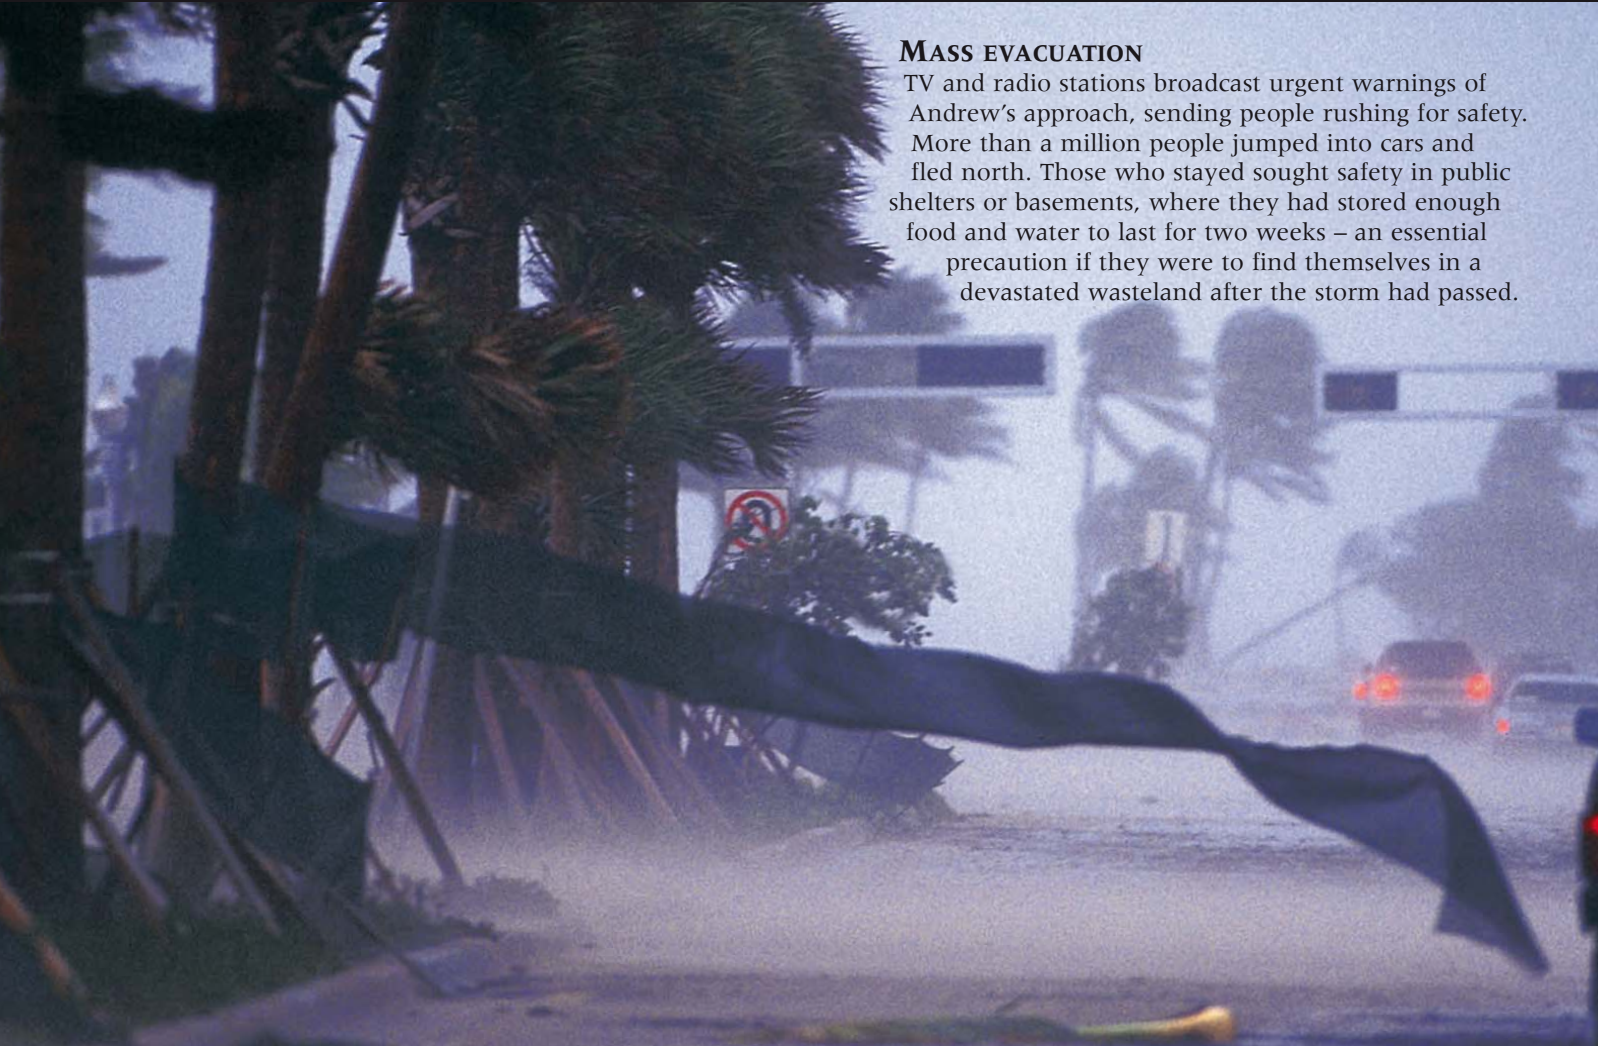 MASS EVACUATION
TV and radio stations broadcast urgent warnings of
Andrew’s approach, sending people rushing for safety.
More than a million people jumped into cars and
fled north. Those who stayed sought safety in public
shelters or basements, where they had stored enough
food and water to last for two weeks – an essential
precaution if they were to find themselves in a
devastated wasteland after the storm had passed.